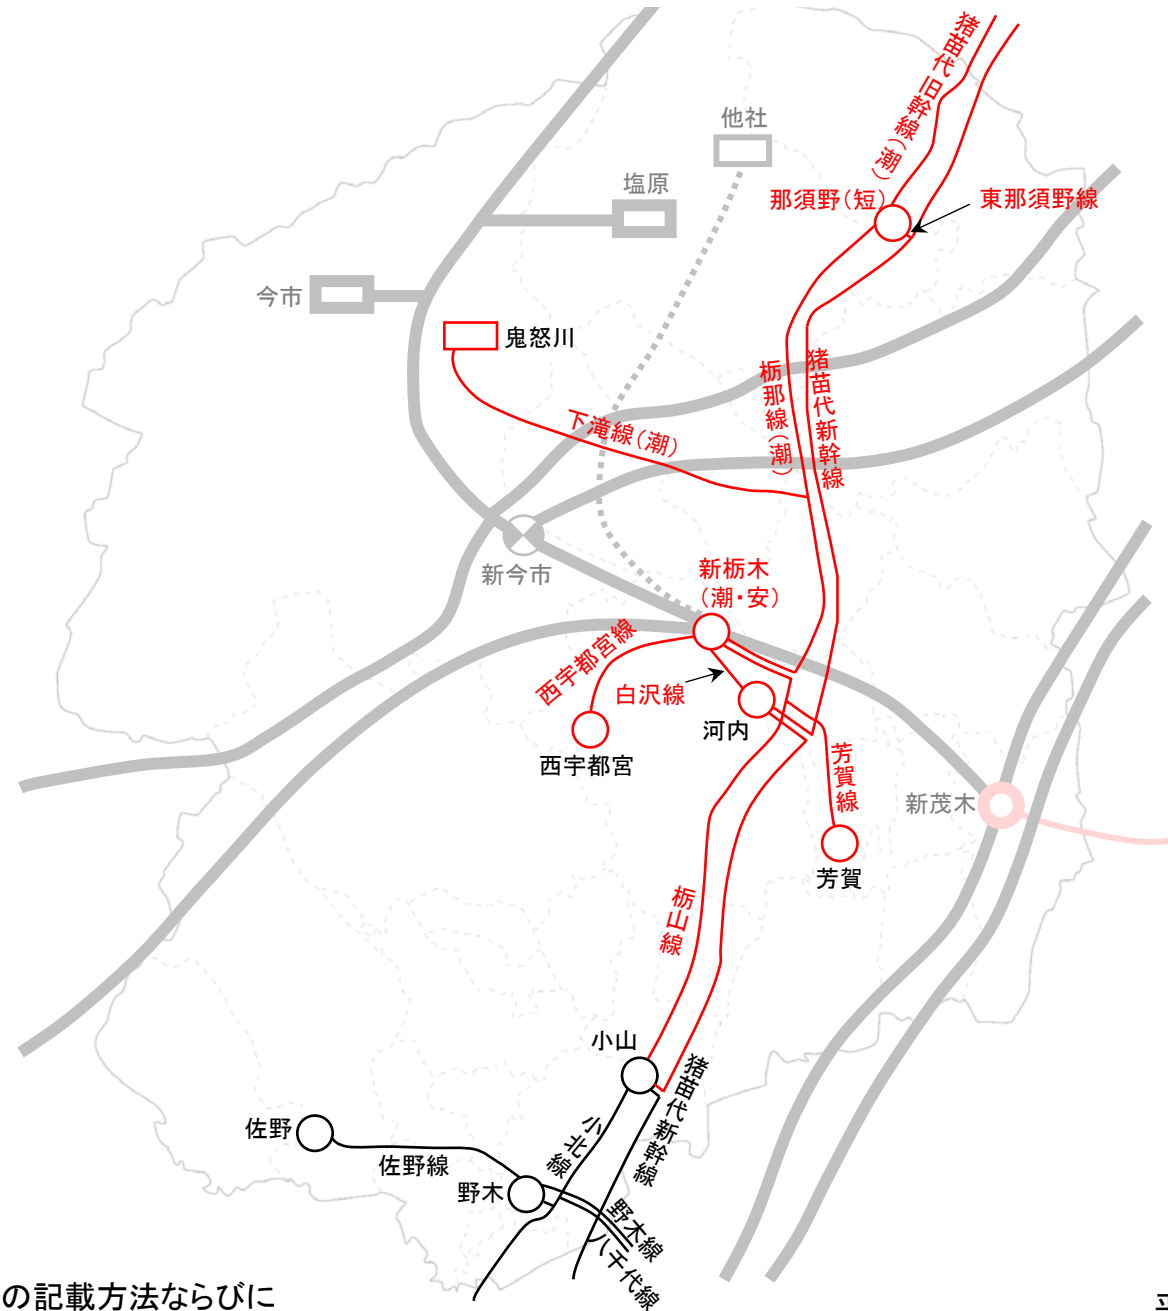 猪苗代旧幹線(潮)
他社
塩原
那須野(短)
東那須野線
今市
鬼怒川
下滝線(潮)
栃那線(潮)
猪苗代新幹線
新今市
新栃木
(潮・安)
西宇都宮線
白沢線
河内
西宇都宮
芳賀線
新茂木
芳賀
栃山線
小山
猪苗代新幹線
小北線
佐野
佐野線
野木
野木線
八千代線
の記載方法ならびに